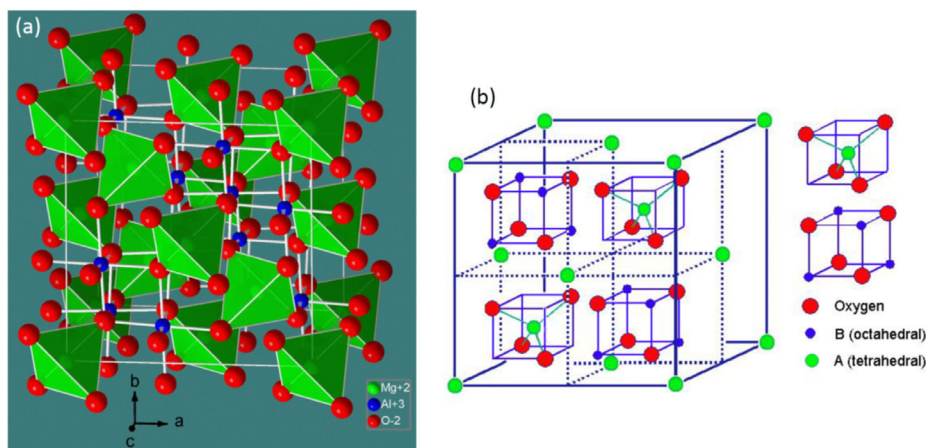 (a)
b
a
c
Mg+2
Al+3
O-2
(b)
Oxygen
B (octahedral)
A (tetrahedral)